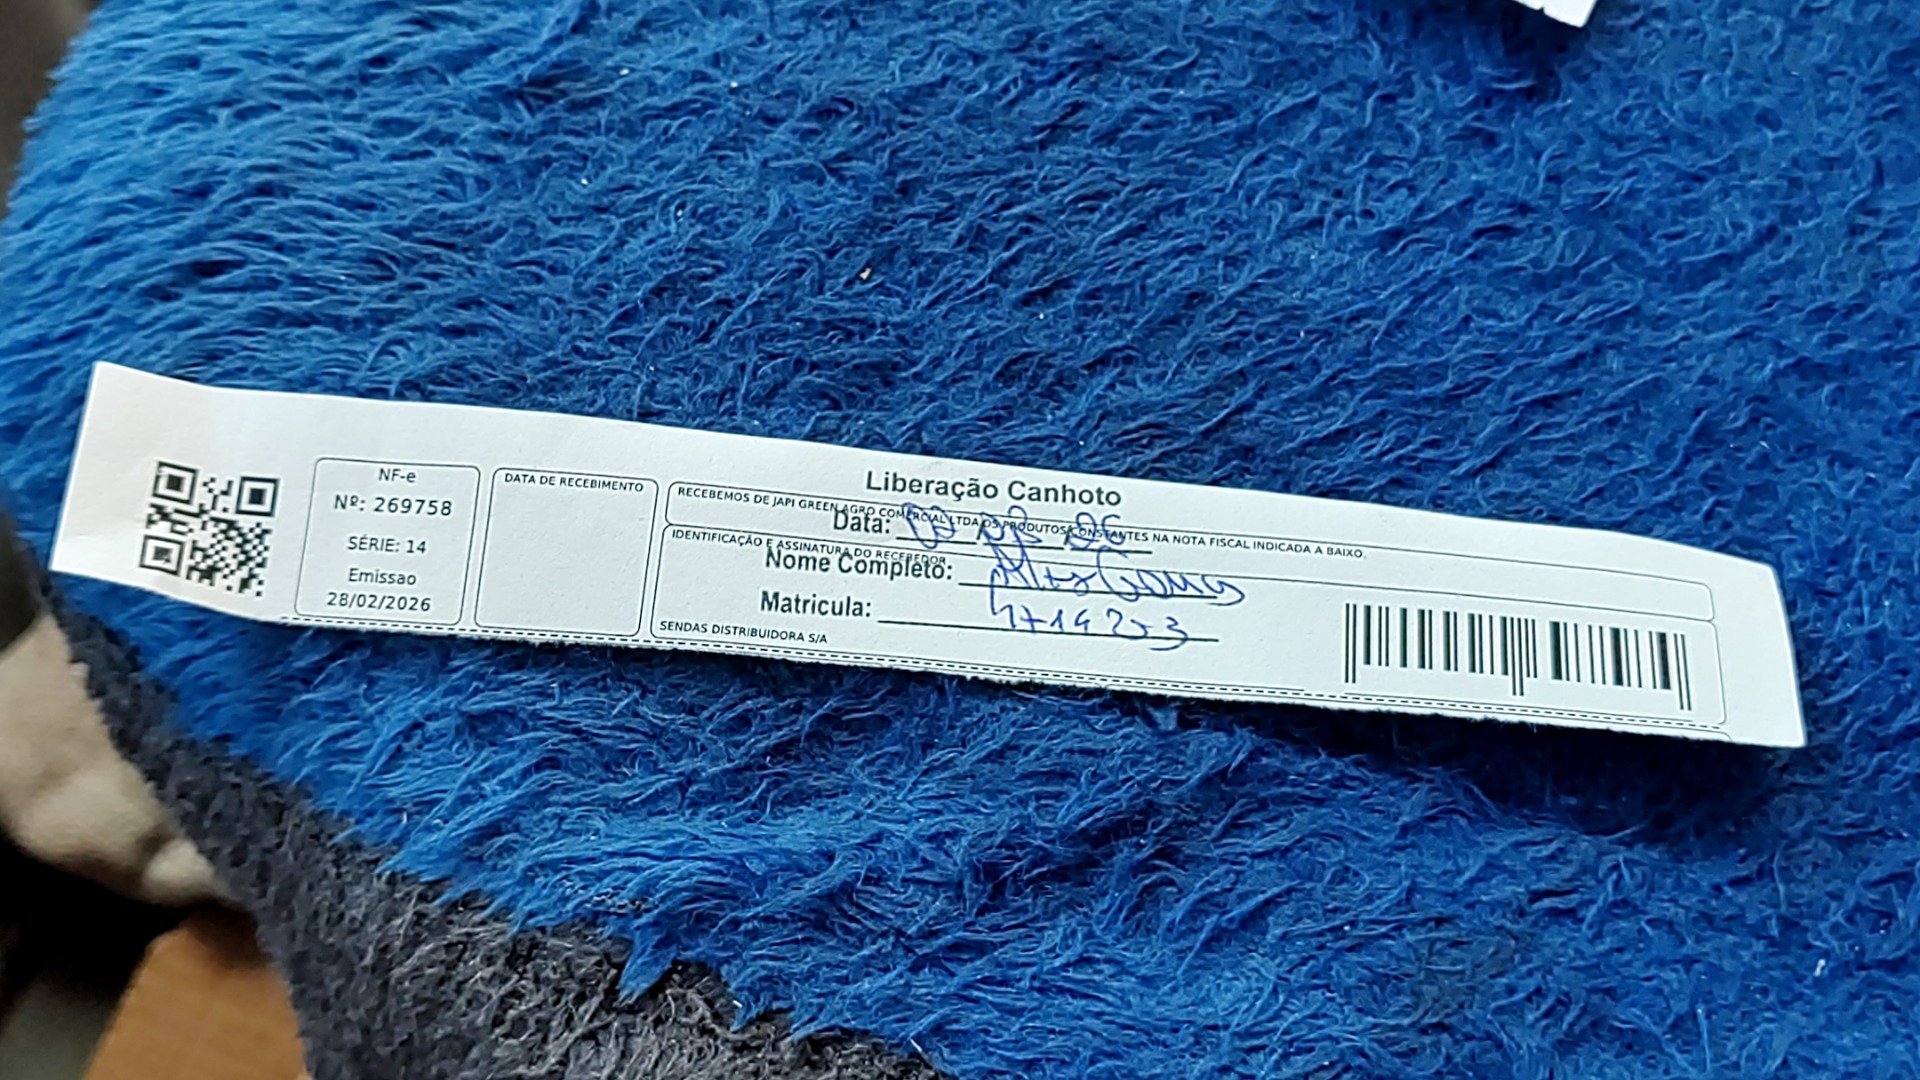 Liberação Canhoto
NF-e
Nº: 269758
SÉRIE: 14
Emissao
28/02/2026
DATA DE RECEBIMENTO
RECEBEMOS DE JAPI GREEN AGRO COMERCIAL LTDA OS PRODUTOS CONSTANTES NA NOTA FISCAL INDICADA A BAIXO.
Data:
IDENTIFICAÇÃO E ASSINATURA DO RECEBEDOR
Nome Completo:
Matricula:
SENDAS DISTRIBUIDORA S/A